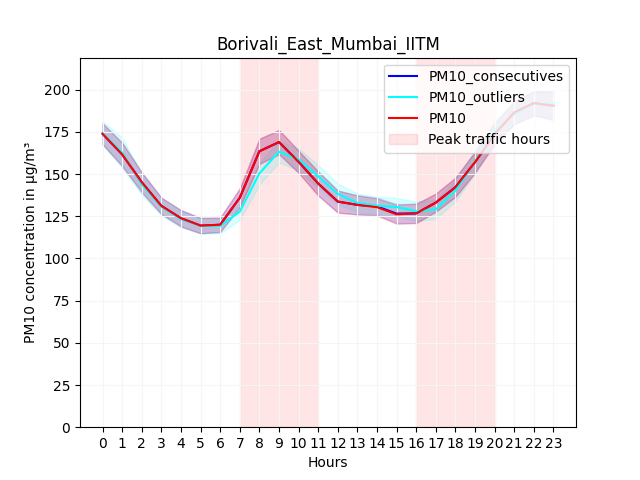 Borivali_East_Mumbai_IITM
PM10_consecutives
PM10_outliers
PM10
Peak traffic hours
PM10 concentration in µg/m³
200
175
150
125
100
75
50
25
0
0 1 2 3 4 5 6 7 8 9 10 11 12 13 14 15 16 17 18 19 20 21 22 23
Hours